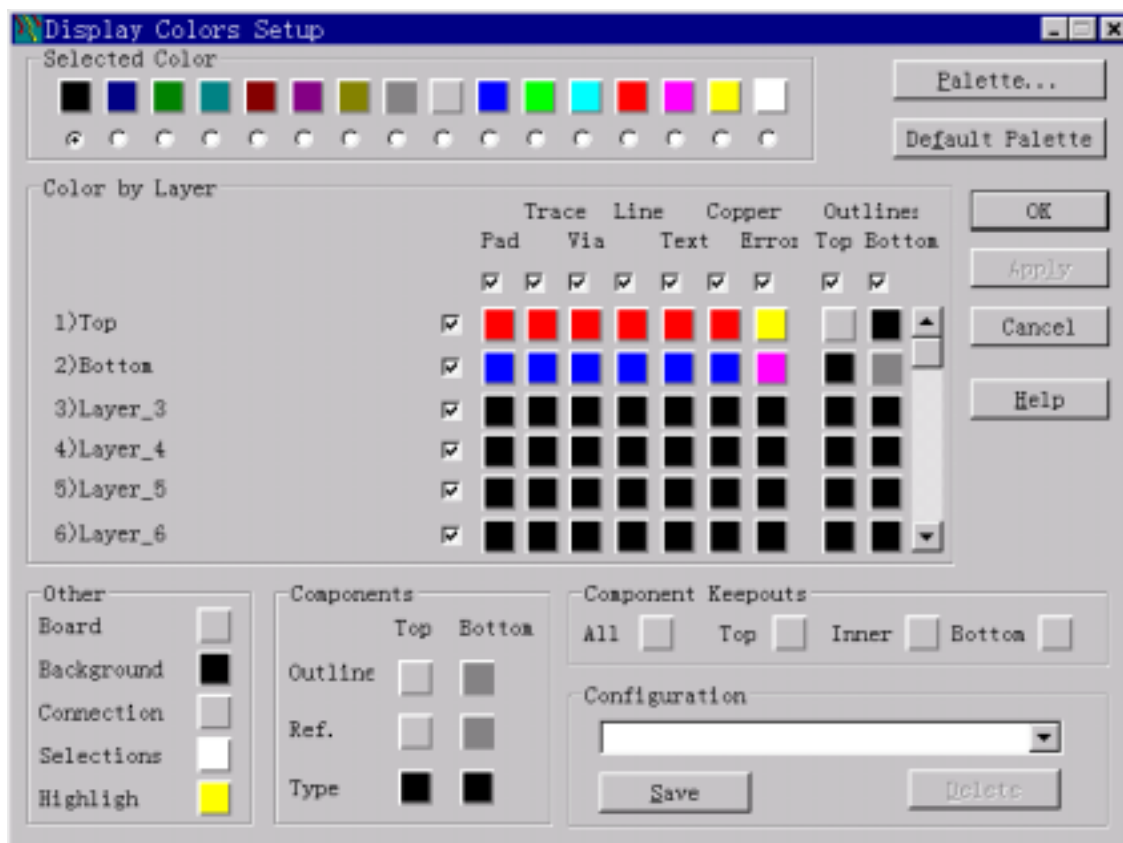 Display Colors Setup
Selected Color
Palette...
Default Palette
Color by Layer
Trace Line Copper Outlines
Pad Via Text Error Top Bottom
OK
Apply
Cancel
Help
1)Top
2)Bottom
3)Layer_3
4)Layer_4
5)Layer_5
6)Layer_6
Other
Board
Background
Connection
Selections
Highligh
Components
Top Bottom
Outline
Ref.
Type
Component Keepouts
All Top Inner Bottom
Configuration
Save
Delete